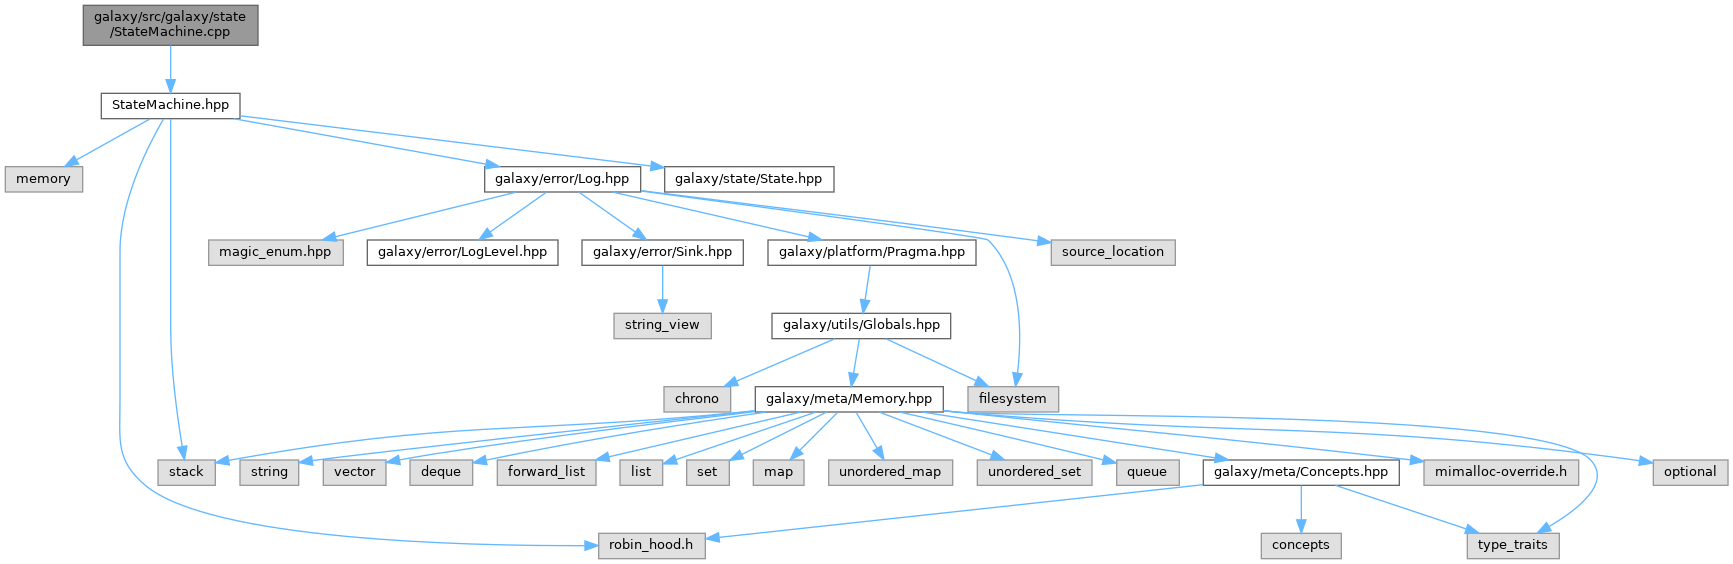 galaxy/src/galaxy/state
/StateMachine.cpp
StateMachine.hpp
memory
galaxy/error/Log.hpp
galaxy/state/State.hpp
magic_enum.hpp
galaxy/error/LogLevel.hpp
galaxy/error/Sink.hpp
galaxy/platform/Pragma.hpp
source_location
string_view
galaxy/utils/Globals.hpp
chrono
galaxy/meta/Memory.hpp
filesystem
stack
string
vector
deque
forward_list
list
set
map
unordered_map
unordered_set
queue
galaxy/meta/Concepts.hpp
mimalloc-override.h
optional
robin_hood.h
concepts
type_traits